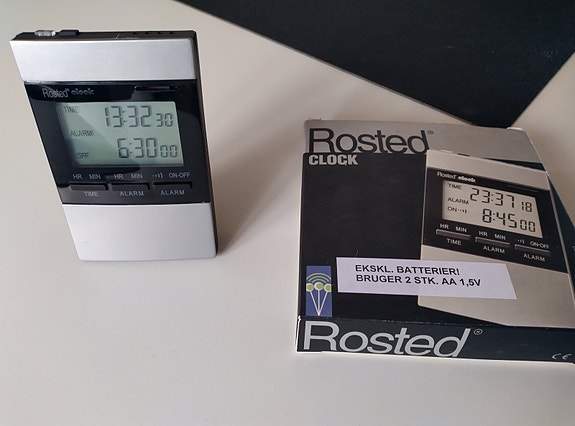 Rosted® clock
TIME 13:32 30
ALARM
OFF 6:30 00
HR MIN HR MIN ON-OFF
TIME ALARM ALARM
Rosted®
CLOCK
Rosted® clock
TIME 23:37 18
ALARM
ON 8:45 00
HR MIN HR MIN ON-OFF
TIME ALARM ALARM
EKSKL. BATTERIER!
BRUGER 2 STK. AA 1,5V
Rosted®
CE